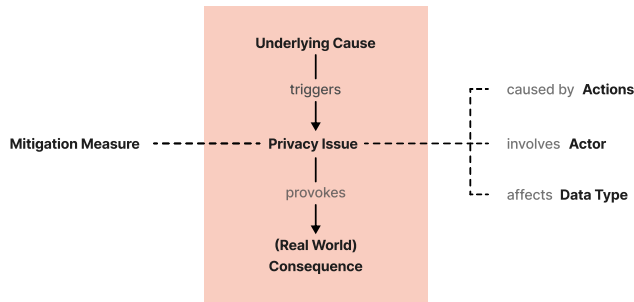 Underlying Cause
triggers
caused by Actions
Mitigation Measure
Privacy Issue
involves Actor
provokes
affects Data Type
(Real World)
Consequence